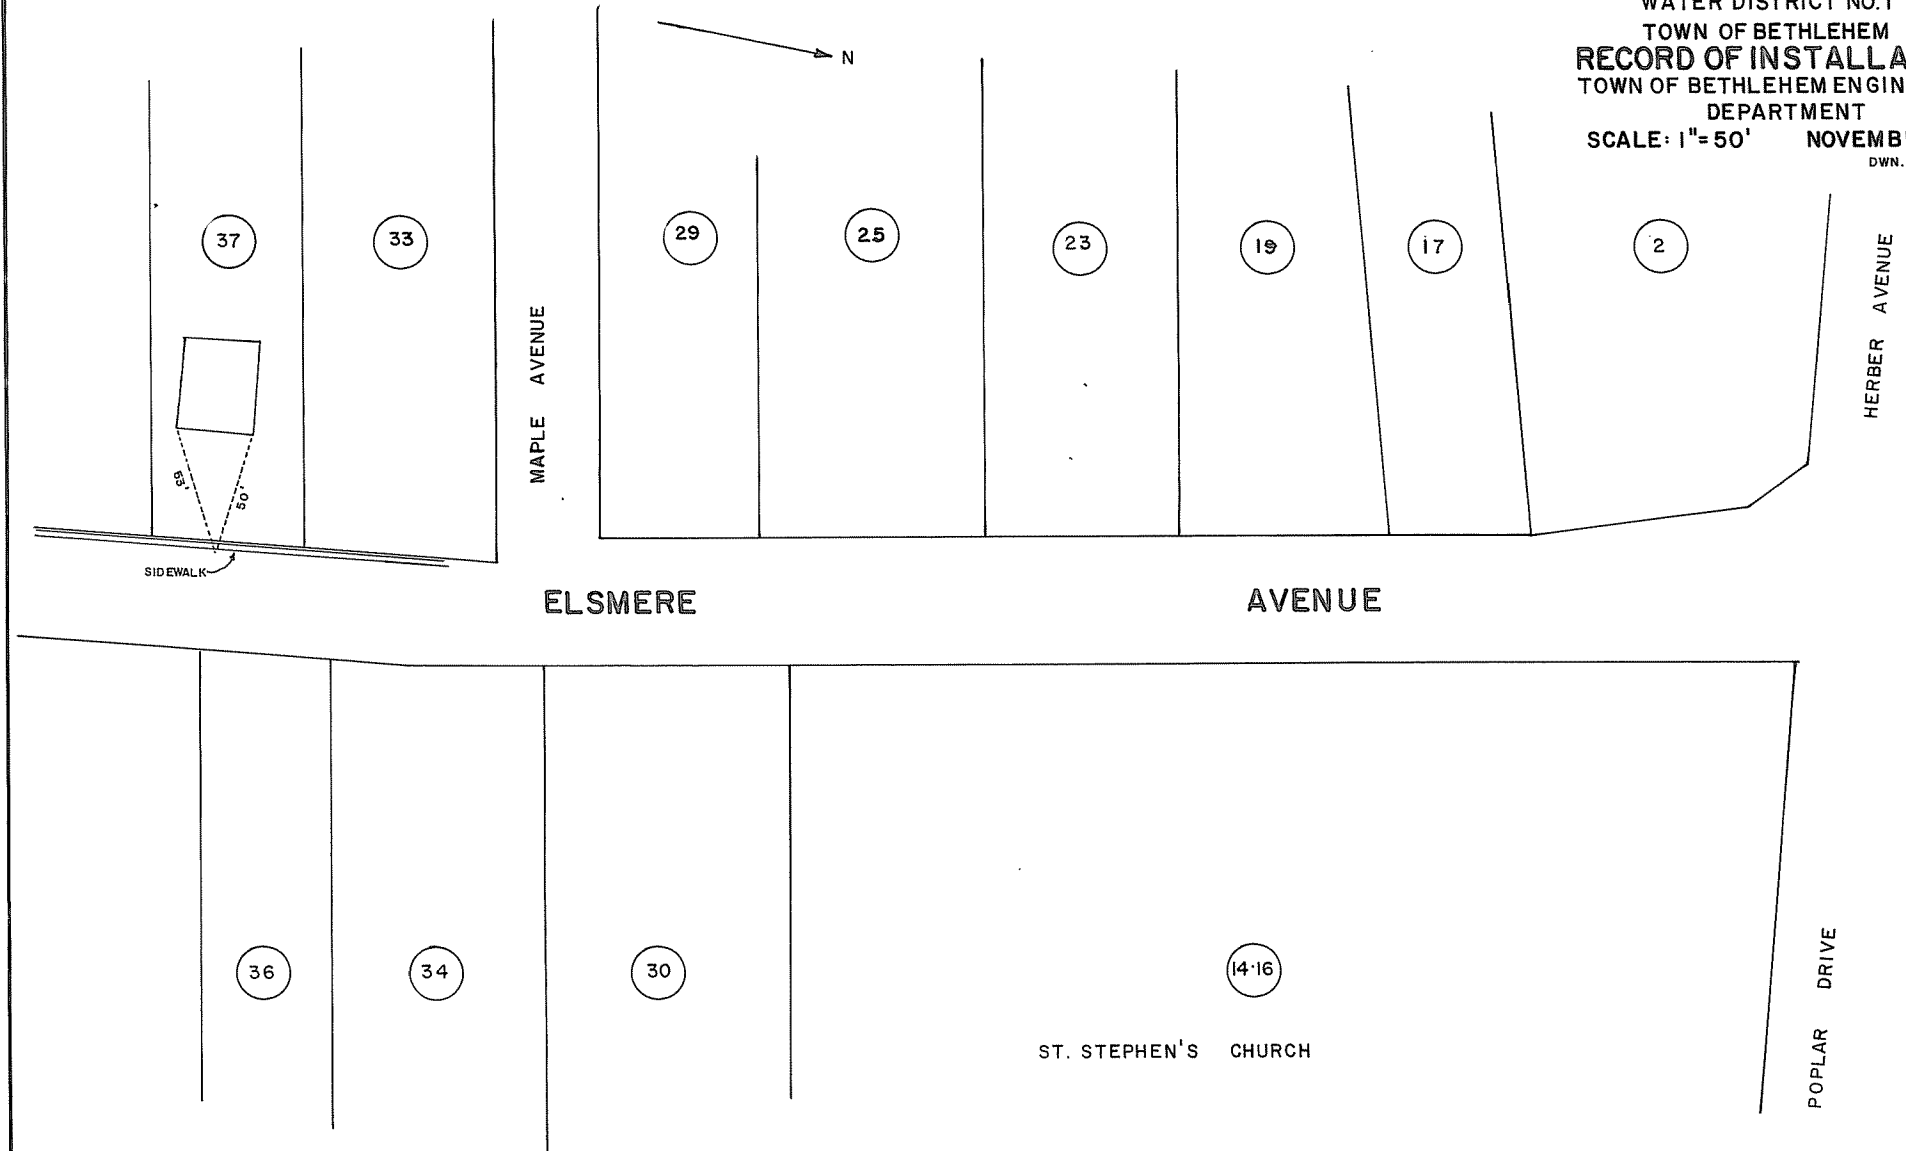 WATER DISTRICT NO.1
TOWN OF BETHLEHEM
RECORD OF INSTALLA
TOWN OF BETHLEHEM ENGIN
DEPARTMENT
SCALE: 1"=50' NOVEMB
DWN.
N
37
33
29
25
23
19
17
2
MAPLE AVENUE
HERBER AVENUE
53'
50'
SIDEWALK
ELSMERE AVENUE
36
34
30
14·16
ST. STEPHEN'S CHURCH
POPLAR DRIVE